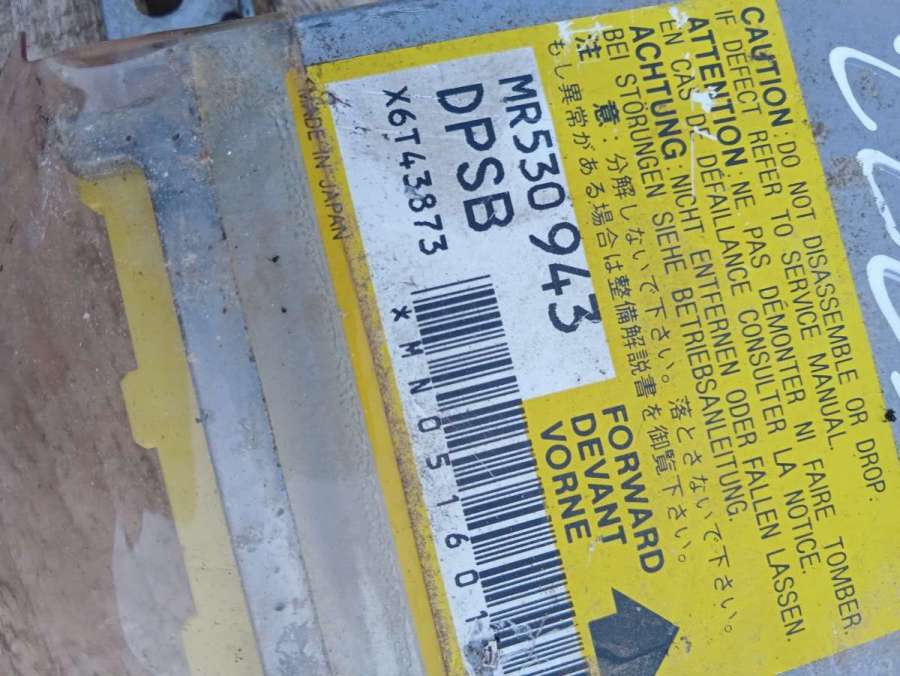 CAUTION : DO NOT DISASSEMBLE OR DROP.
IF DEFECT REFER TO SERVICE MANUAL.
ATTENTION : NE PAS DÉMONTER NI FAIRE TOMBER.
EN CAS DE DÉFAILLANCE CONSULTER LA NOTICE.
ACHTUNG : NICHT ENTFERNEN ODER FALLEN LASSEN
BEI STÖRUNGEN SIEHE BETRIEBSANLEITUNG.
注 意 : 分解しないで下さい。落とさないで下さい。
もし異常がある場合は整備解説書を御覧下さい。
MR530943
DPSB
X6T43873
*MN051601
FORWARD
DEVANT
VORNE
MADE IN JAPAN